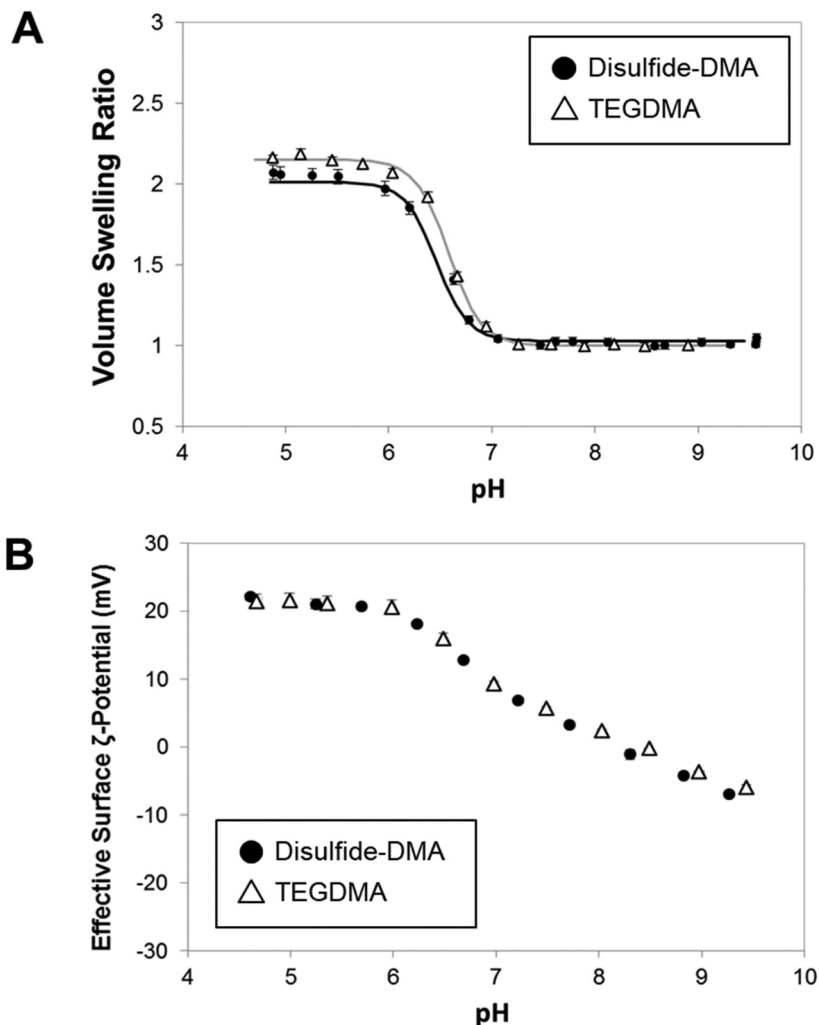 A
Volume Swelling Ratio
3
2.5
2
1.5
1
0.5
4 5 6 7 8 9 10
pH
Disulfide-DMA
TEGDMA
B
Effective Surface ζ-Potential (mV)
30
20
10
0
-10
-20
-30
4 5 6 7 8 9 10
pH
Disulfide-DMA
TEGDMA